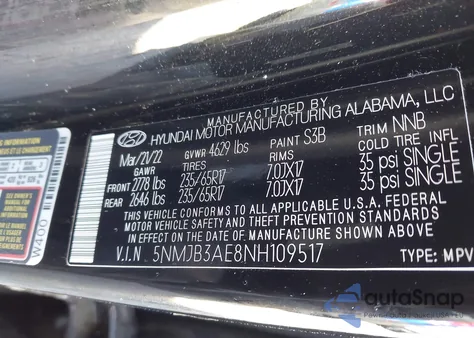 MANUFACTURED BY
HYUNDAI MOTOR MANUFACTURING ALABAMA, LLC
Mar/21/22 GVWR 4629 lbs PAINT S3B TRIM NNB
GAWR TIRES RIMS COLD TIRE INFL
FRONT 2778 lbs 235/65R17 7.0JX17 35 psi SINGLE
REAR 2646 lbs 235/65R17 7.0JX17 35 psi SINGLE
THIS VEHICLE CONFORMS TO ALL APPLICABLE U.S.A. FEDERAL
MOTOR VEHICLE SAFETY AND THEFT PREVENTION STANDARDS
IN EFFECT ON THE DATE OF MANUFACTURE SHOWN ABOVE
V.I.N 5NMJB3AE8NH109517 TYPE: MPV
W400
autoSnap